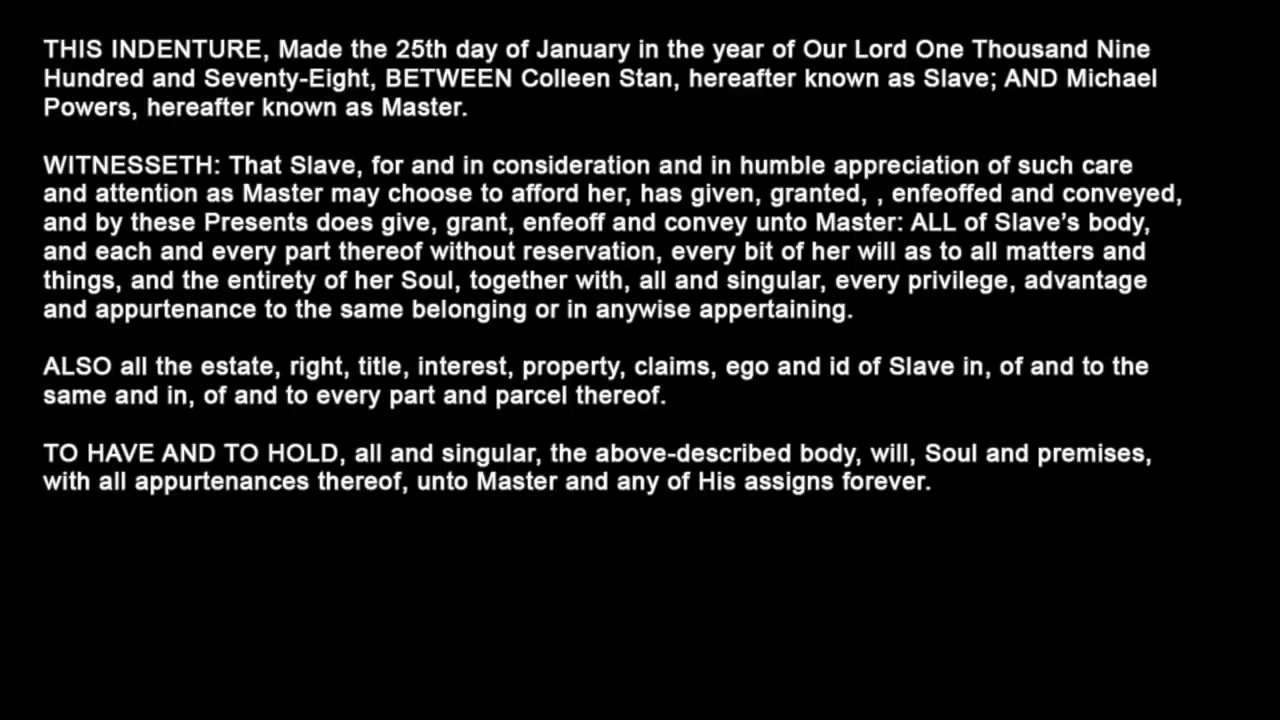 THIS INDENTURE, Made the 25th day of January in the year of Our Lord One Thousand Nine
Hundred and Seventy-Eight, BETWEEN Colleen Stan, hereafter known as Slave; AND Michael
Powers, hereafter known as Master.
WITNESSETH: That Slave, for and in consideration and in humble appreciation of such care
and attention as Master may choose to afford her, has given, granted, , enfeoffed and conveyed,
and by these Presents does give, grant, enfeoff and convey unto Master: ALL of Slave’s body,
and each and every part thereof without reservation, every bit of her will as to all matters and
things, and the entirety of her Soul, together with, all and singular, every privilege, advantage
and appurtenance to the same belonging or in anywise appertaining.
ALSO all the estate, right, title, interest, property, claims, ego and id of Slave in, of and to the
same and in, of and to every part and parcel thereof.
TO HAVE AND TO HOLD, all and singular, the above-described body, will, Soul and premises,
with all appurtenances thereof, unto Master and any of His assigns forever.